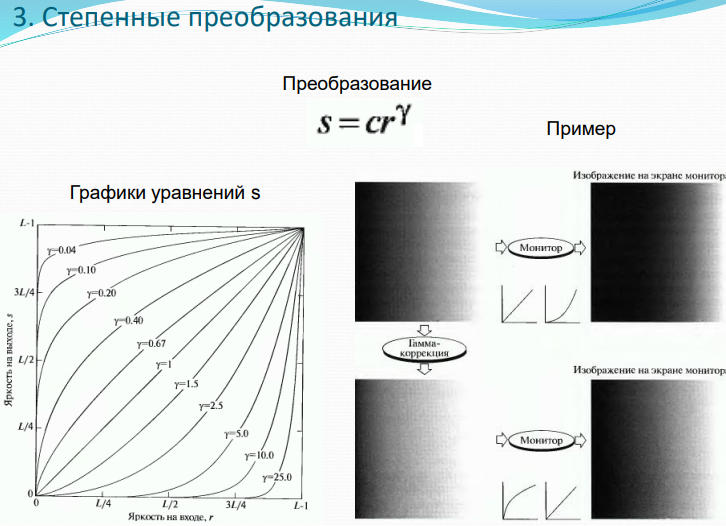 3. Степенные преобразования
Преобразование
s = cr^γ
Пример
Графики уравнений s
L-1
3L/4
L/2
L/4
0
Яркость на выходе, s
γ=0.04
γ=0.10
γ=0.20
γ=0.40
γ=0.67
γ=1
γ=1.5
γ=2.5
γ=5.0
γ=10.0
γ=25.0
0 L/4 L/2 3L/4 L-1
Яркость на входе, r
Изображение на экране монитора
Монитор
Гамма-
коррекция
Изображение на экране монитора
Монитор